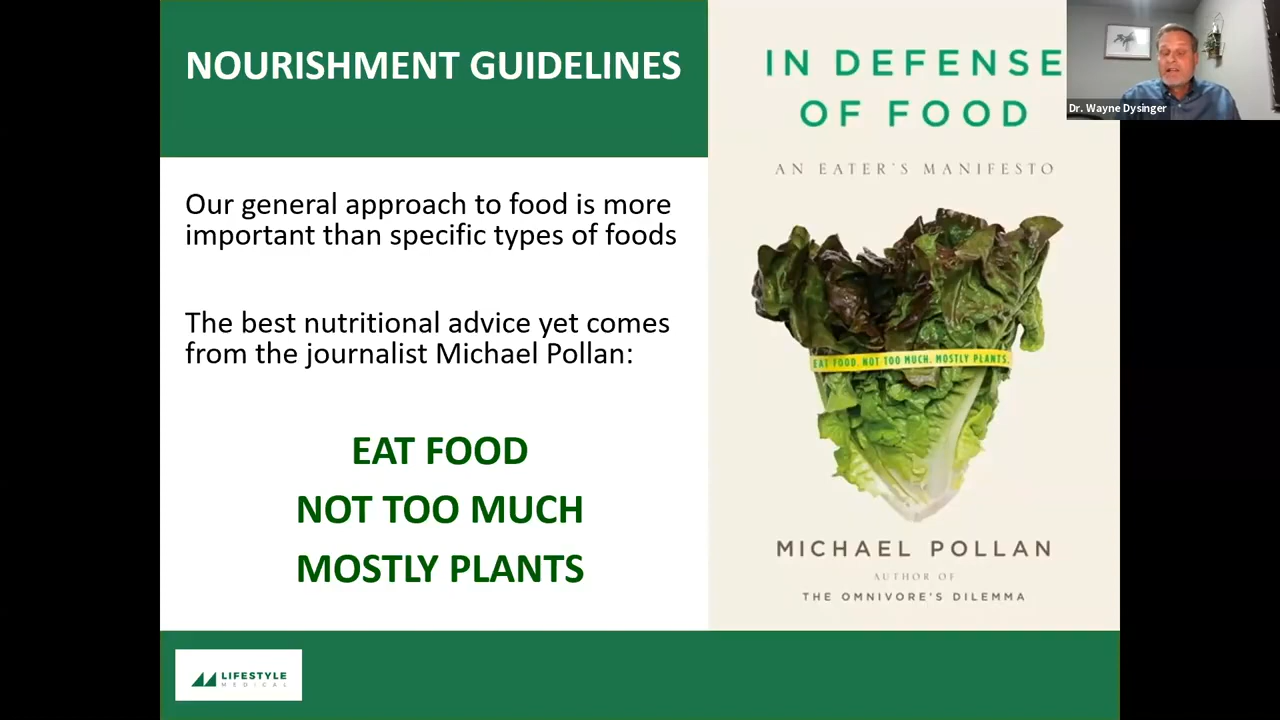 NOURISHMENT GUIDELINES
Our general approach to food is more
important than specific types of foods
The best nutritional advice yet comes
from the journalist Michael Pollan:
EAT FOOD
NOT TOO MUCH
MOSTLY PLANTS
LIFESTYLE
MEDICAL
IN DEFENSE
OF FOOD
AN EATER'S MANIFESTO
EAT FOOD. NOT TOO MUCH. MOSTLY PLANTS.
MICHAEL POLLAN
AUTHOR OF
THE OMNIVORE'S DILEMMA
Dr. Wayne Dysinger